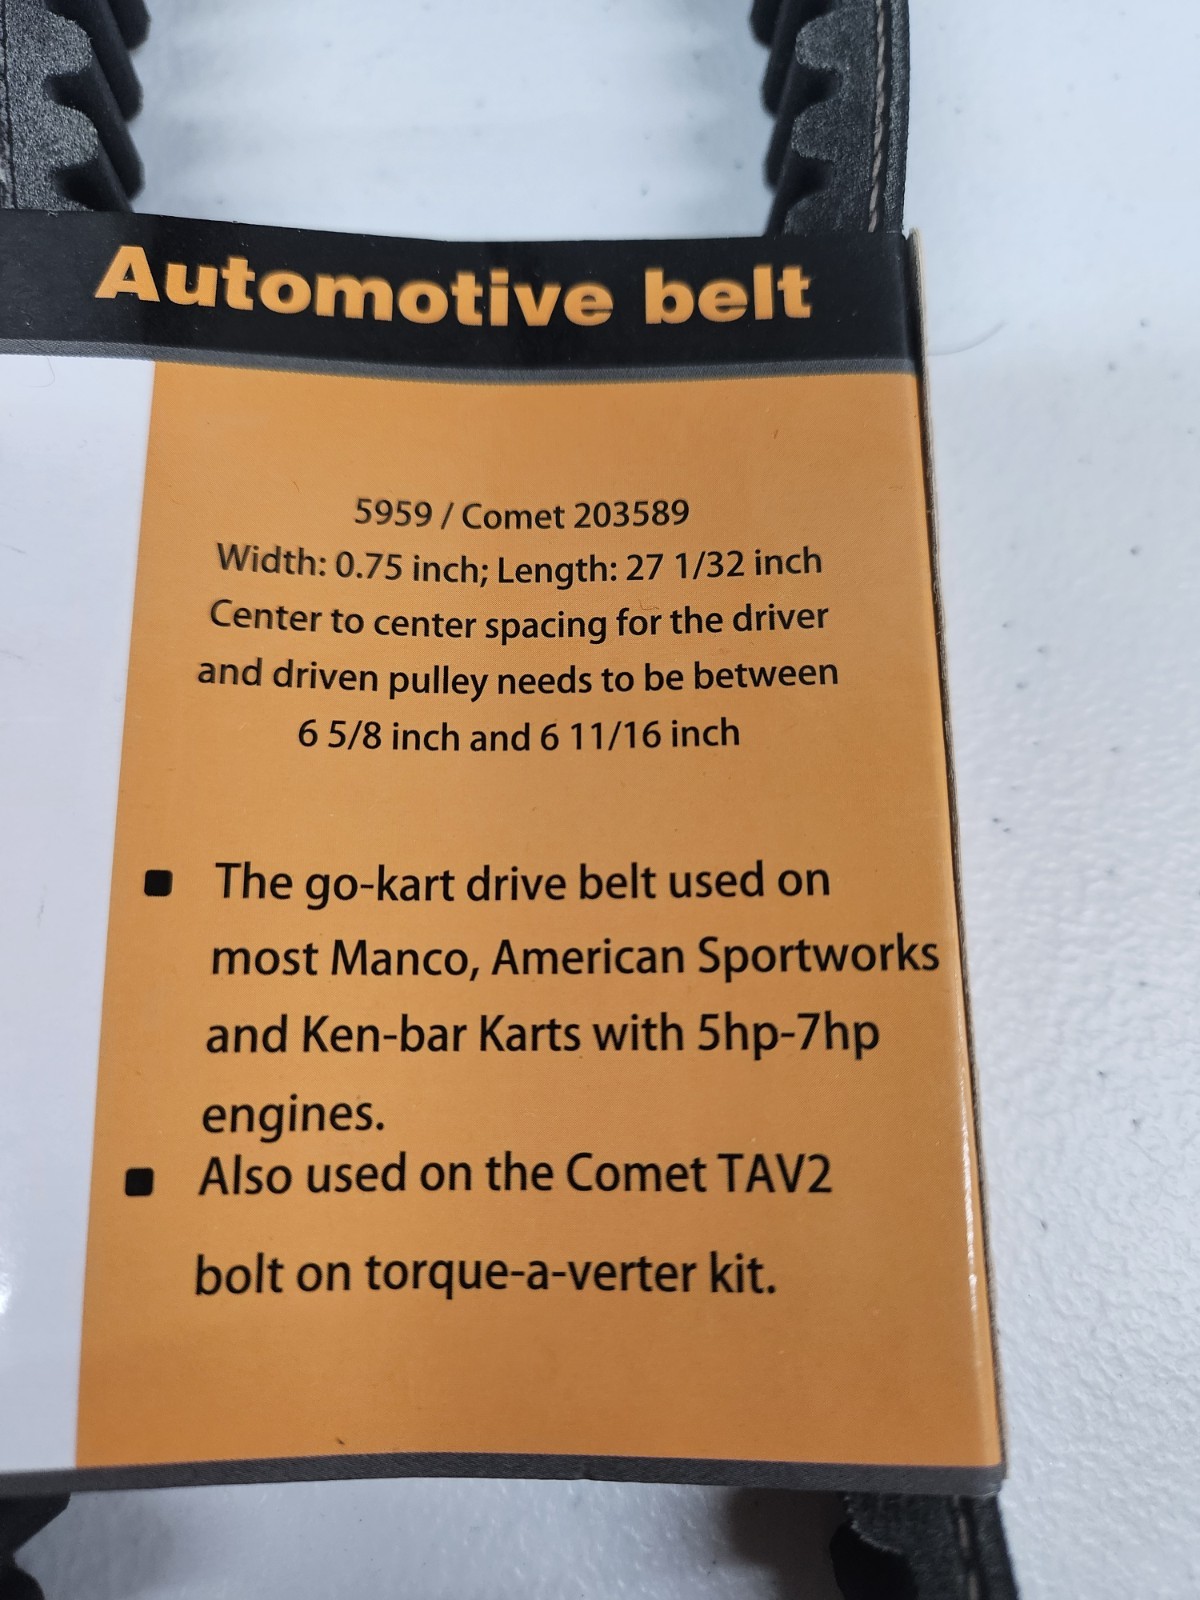 Automotive belt
5959 / Comet 203589
Width: 0.75 inch; Length: 27 1/32 inch
Center to center spacing for the driver
and driven pulley needs to be between
6 5/8 inch and 6 11/16 inch
■ The go-kart drive belt used on
most Manco, American Sportworks
and Ken-bar Karts with 5hp-7hp
engines.
■ Also used on the Comet TAV2
bolt on torque-a-verter kit.